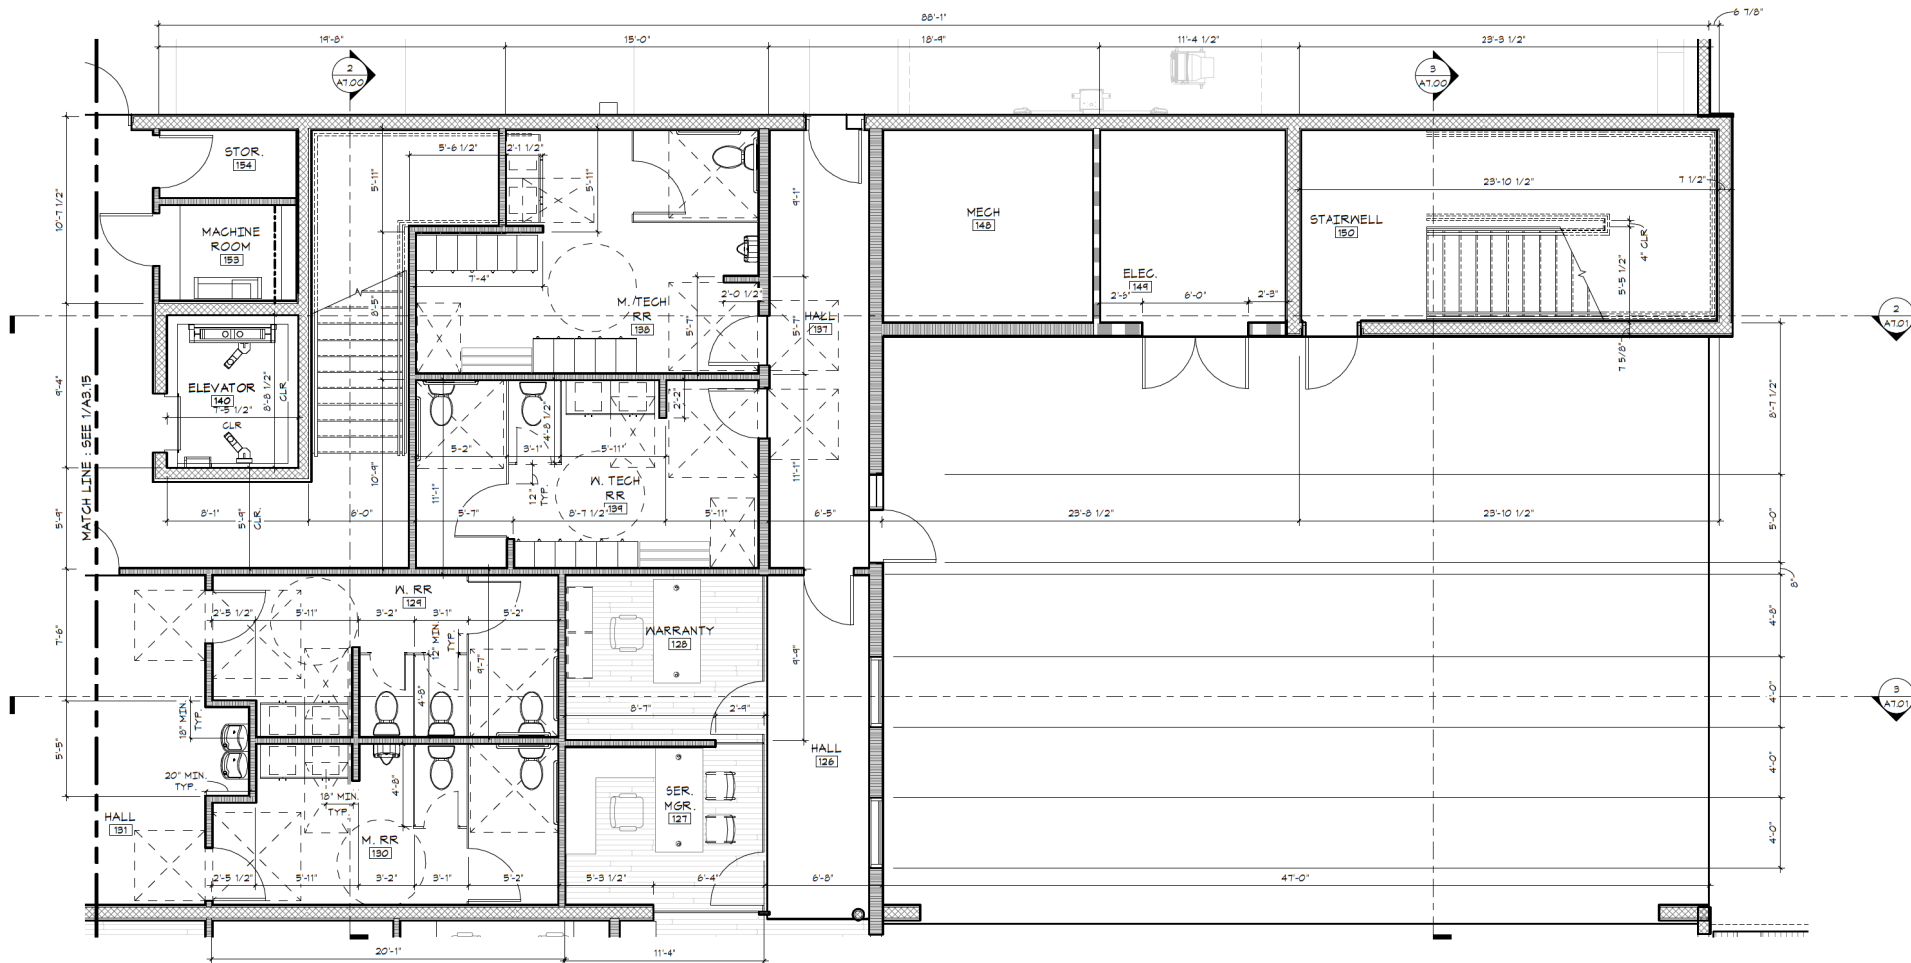 88'-1"
6 7/8"
19'-8"
15'-0"
18'-9"
11'-4 1/2"
23'-3 1/2"
2
A7.00
3
A7.00
STOR.
154
5'-6 1/2"
2'-1 1/2"
5'-11"
5'-11"
9'-1"
10'-7 1/2"
MACHINE
ROOM
153
MECH
148
STAIRWELL
150
23'-10 1/2"
7 1/2"
4" CLR.
5'-5 1/2"
7'-4"
8'-5"
M. TECH
RR
138
2'-0 1/2"
5'-7"
HALL
137
5'-7"
ELEC.
149
2'-6"
6'-0"
2'-3"
2
A7.01
7 5/8"
ELEVATOR
140
7'-5 1/2"
CLR
8'-8 1/2"
CLR
9'-4"
MATCH LINE : SEE 1/A3.15
5'-2"
3'-1"
4'-8 1/2"
5'-11"
2'-2"
8'-7 1/2"
10'-9"
11'-1"
12"
TYP.
W. TECH
RR
139
11'-1"
8'-1"
5'-9"
CLR.
6'-0"
5'-7"
8'-7 1/2"
5'-11"
6'-5"
23'-8 1/2"
23'-10 1/2"
5'-0"
5'-9"
8"
W. RR
129
2'-5 1/2"
5'-11"
3'-2"
3'-1"
5'-2"
12" MIN.
TYP.
9'-7"
4'-8"
WARRANTY
128
9'-9"
4'-8"
7'-6"
18" MIN.
TYP.
8'-7"
2'-9"
4'-0"
3
A7.01
5'-5"
20" MIN.
TYP.
18" MIN.
TYP.
4'-8"
HALL
126
4'-0"
SER.
MGR.
127
HALL
131
M. RR
130
4'-0"
2'-5 1/2"
5'-11"
3'-2"
3'-1"
5'-2"
5'-3 1/2"
6'-4"
6'-8"
47'-0"
20'-1"
11'-4"
X
X
X
X
X